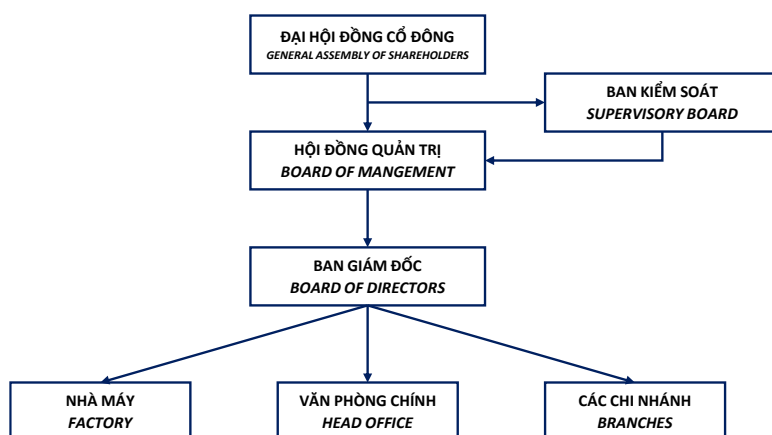 ĐẠI HỘI ĐỒNG CỔ ĐÔNG
GENERAL ASSEMBLY OF SHAREHOLDERS
BAN KIỂM SOÁT
SUPERVISORY BOARD
HỘI ĐỒNG QUẢN TRỊ
BOARD OF MANGEMENT
BAN GIÁM ĐỐC
BOARD OF DIRECTORS
NHÀ MÁY
FACTORY
VĂN PHÒNG CHÍNH
HEAD OFFICE
CÁC CHI NHÁNH
BRANCHES